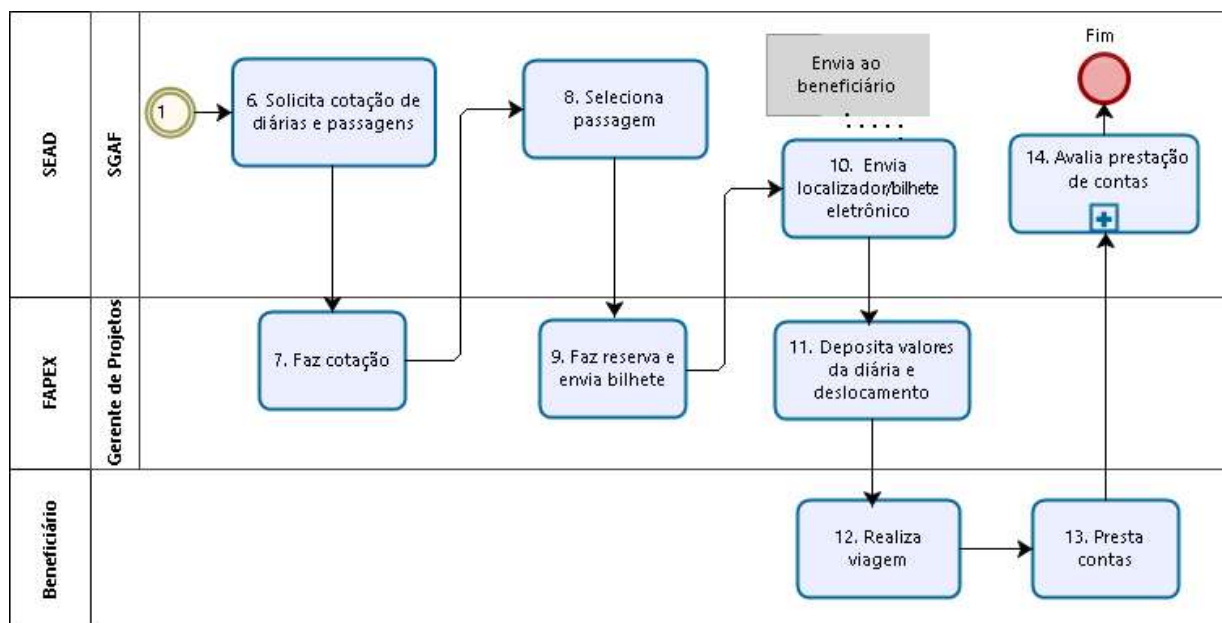 SEAD
SGAF
1
6. Solicita cotação de
diárias e passagens
8. Seleciona
passagem
Envia ao
beneficiário
10. Envia
localizador/bilhete
eletrônico
Fim
14. Avalia prestação
de contas
FAPEX
Gerente de Projetos
7. Faz cotação
9. Faz reserva e
envia bilhete
11. Deposita valores
da diária e
deslocamento
Beneficiário
12. Realiza
viagem
13. Presta
contas